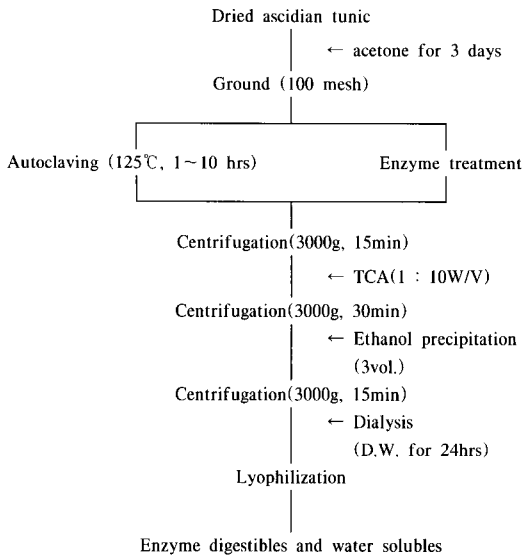 Dried ascidian tunic
← acetone for 3 days
Ground (100 mesh)
Autoclaving (125℃, 1~10 hrs)
Enzyme treatment
Centrifugation(3000g, 15min)
← TCA(1 : 10W/V)
Centrifugation(3000g, 30min)
← Ethanol precipitation
(3vol.)
Centrifugation(3000g, 15min)
← Dialysis
(D.W. for 24hrs)
Lyophilization
Enzyme digestibles and water solubles